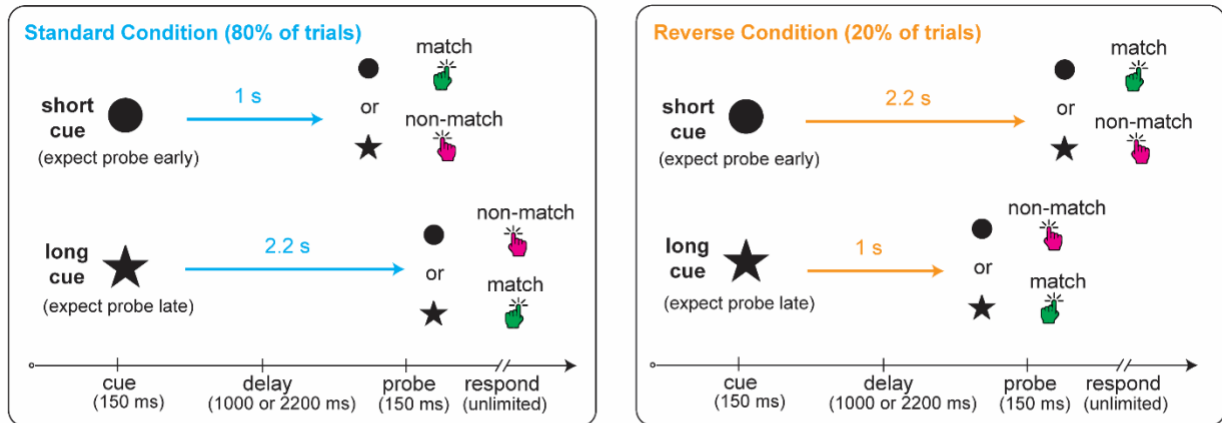 Standard Condition (80% of trials)
match
short
cue
(expect probe early)
1 s
or
non-match
non-match
long
cue
(expect probe late)
2.2 s
or
match
cue
(150 ms)
delay
(1000 or 2200 ms)
probe
(150 ms)
respond
(unlimited)
Reverse Condition (20% of trials)
match
short
cue
(expect probe early)
2.2 s
or
non-match
non-match
long
cue
(expect probe late)
1 s
or
match
cue
(150 ms)
delay
(1000 or 2200 ms)
probe
(150 ms)
respond
(unlimited)